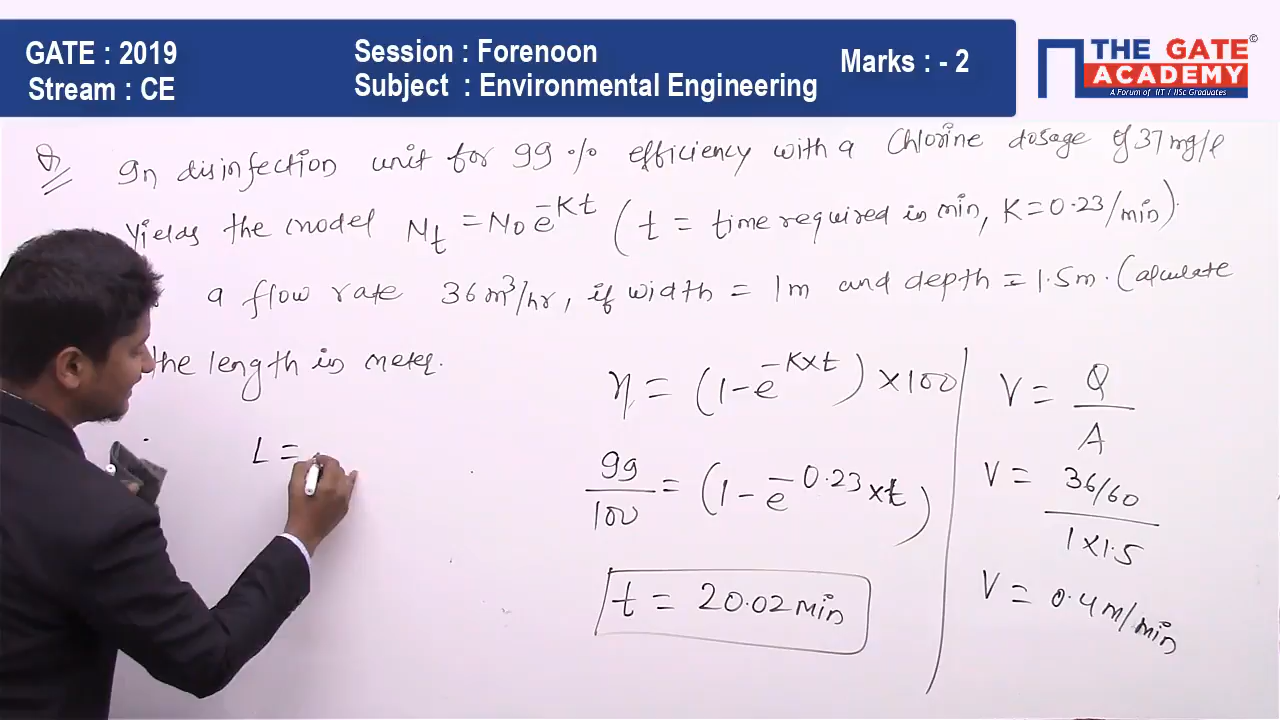 GATE : 2019
Stream : CE
Session : Forenoon
Subject : Environmental Engineering
Marks : - 2
THE GATE
ACADEMY
©
A Forum of IIT / IISc Graduates
Q. In disinfection unit for 99 % efficiency with a Chlorine dosage of 37 mg/l
Yields the model Nt = N0 e^-Kt ( t = time required in min, K = 0.23/min).
a flow rate 36 m³/hr, if width = 1m and depth = 1.5m. Calculate
the length in meter.
L =
η = (1 - e^-K×t) × 100
99/100 = (1 - e^-0.23×t)
t = 20.02 min
V = Q/A
V = 36/60 / 1×1.5
V = 0.4 m/min